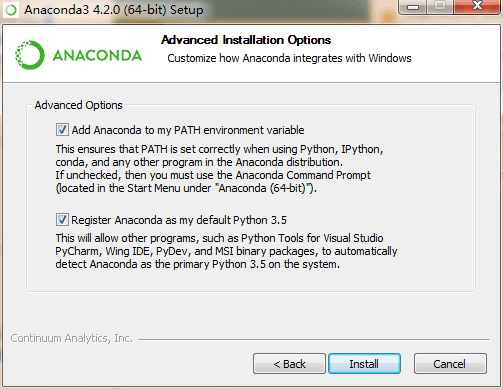 Anaconda3 4.2.0 (64-bit) Setup
ANACONDA
Advanced Installation Options
Customize how Anaconda integrates with Windows
Advanced Options
Add Anaconda to my PATH environment variable
This ensures that PATH is set correctly when using Python, IPython,
conda, and any other program in the Anaconda distribution.
If unchecked, then you must use the Anaconda Command Prompt
(located in the Start Menu under "Anaconda (64-bit)").
Register Anaconda as my default Python 3.5
This will allow other programs, such as Python Tools for Visual Studio
PyCharm, Wing IDE, PyDev, and MSI binary packages, to automatically
detect Anaconda as the primary Python 3.5 on the system.
Continuum Analytics, Inc.
< Back
Install
Cancel